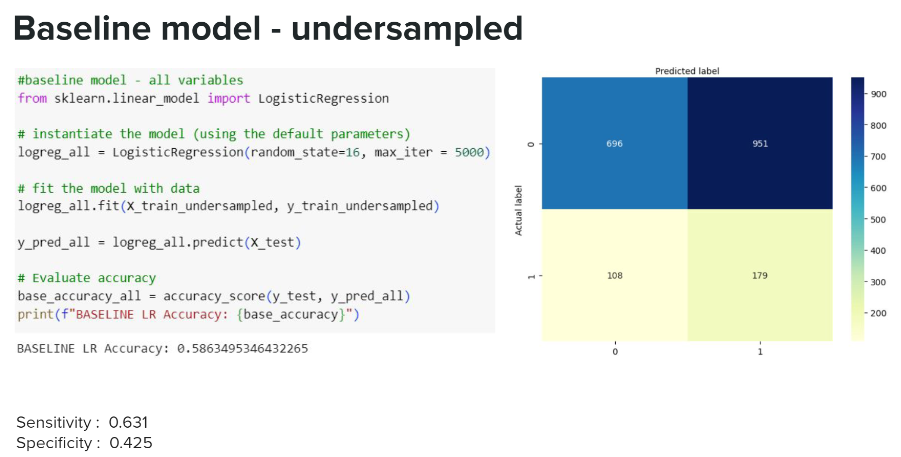 Baseline model - undersampled
#baseline model - all variables
from sklearn.linear_model import LogisticRegression
# instantiate the model (using the default parameters)
logreg_all = LogisticRegression(random_state=16, max_iter = 5000)
# fit the model with data
logreg_all.fit(X_train_undersampled, y_train_undersampled)
y_pred_all = logreg_all.predict(X_test)
# Evaluate accuracy
base_accuracy_all = accuracy_score(y_test, y_pred_all)
print(f"BASELINE LR Accuracy: {base_accuracy}")
BASELINE LR Accuracy: 0.5863495346432265
Sensitivity : 0.631
Specificity : 0.425
Predicted label
Actual label
0
696
951
1
108
179
0
1
900
800
700
600
500
400
300
200